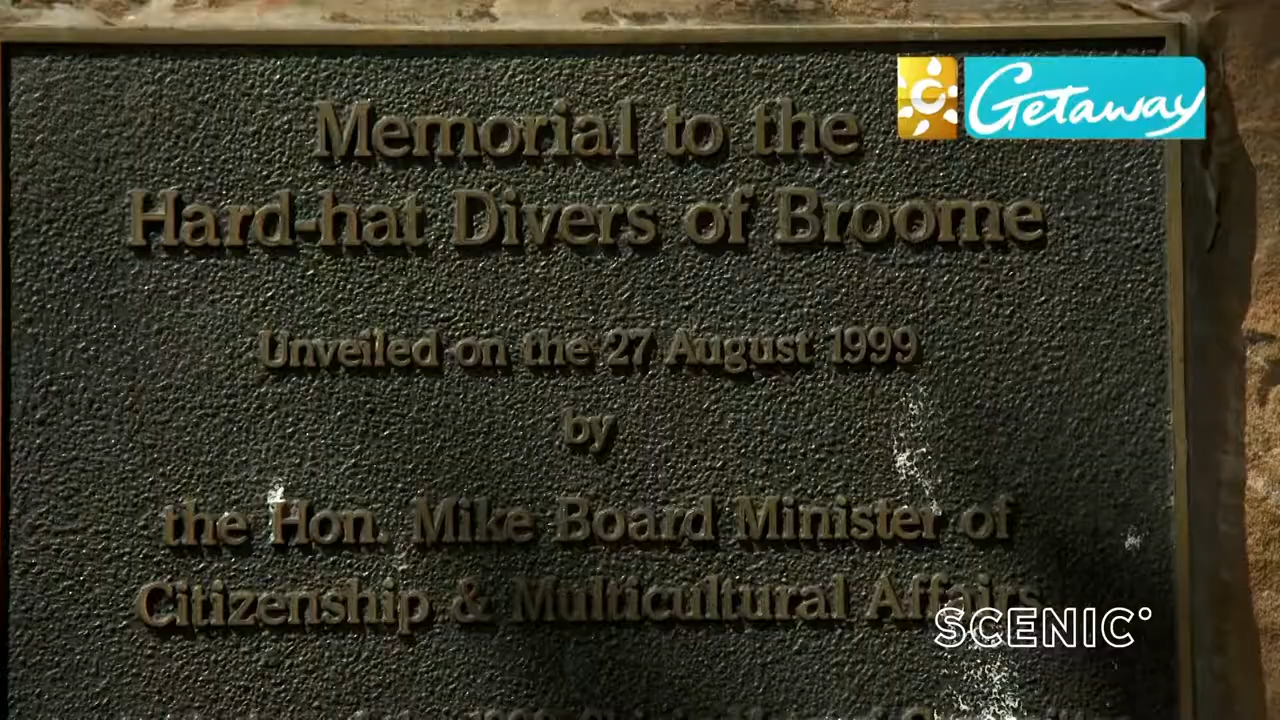 Getaway
Memorial to the
Hard-hat Divers of Broome
Unveiled on the 27 August 1999
by
the Hon. Mike Board Minister of
Citizenship & Multicultural Affairs
SCENIC